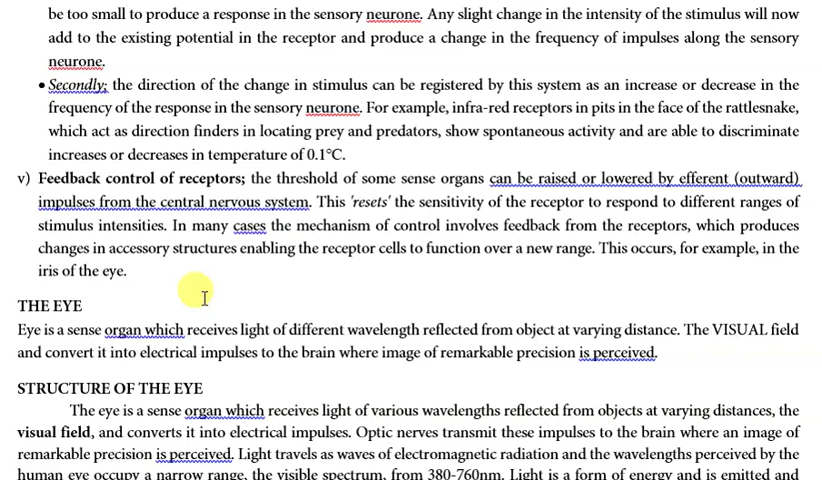 be too small to produce a response in the sensory neurone. Any slight change in the intensity of the stimulus will now
add to the existing potential in the receptor and produce a change in the frequency of impulses along the sensory
neurone.
• Secondly; the direction of the change in stimulus can be registered by this system as an increase or decrease in the
frequency of the response in the sensory neurone. For example, infra-red receptors in pits in the face of the rattlesnake,
which act as direction finders in locating prey and predators, show spontaneous activity and are able to discriminate
increases or decreases in temperature of 0.1°C.
v) Feedback control of receptors; the threshold of some sense organs can be raised or lowered by efferent (outward)
impulses from the central nervous system. This 'resets' the sensitivity of the receptor to respond to different ranges of
stimulus intensities. In many cases the mechanism of control involves feedback from the receptors, which produces
changes in accessory structures enabling the receptor cells to function over a new range. This occurs, for example, in the
iris of the eye.
THE EYE
Eye is a sense organ which receives light of different wavelength reflected from object at varying distance. The VISUAL field
and convert it into electrical impulses to the brain where image of remarkable precision is perceived.
STRUCTURE OF THE EYE
The eye is a sense organ which receives light of various wavelengths reflected from objects at varying distances, the
visual field, and converts it into electrical impulses. Optic nerves transmit these impulses to the brain where an image of
remarkable precision is perceived. Light travels as waves of electromagnetic radiation and the wavelengths perceived by the
human eye occupy a narrow range, the visible spectrum, from 380-760nm. Light is a form of energy and is emitted and